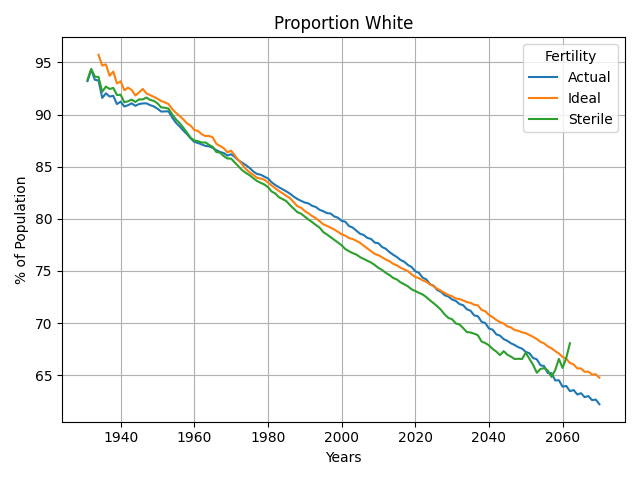 Proportion White
Fertility
Actual
Ideal
Sterile
% of Population
95
90
85
80
75
70
65
1940 1960 1980 2000 2020 2040 2060
Years